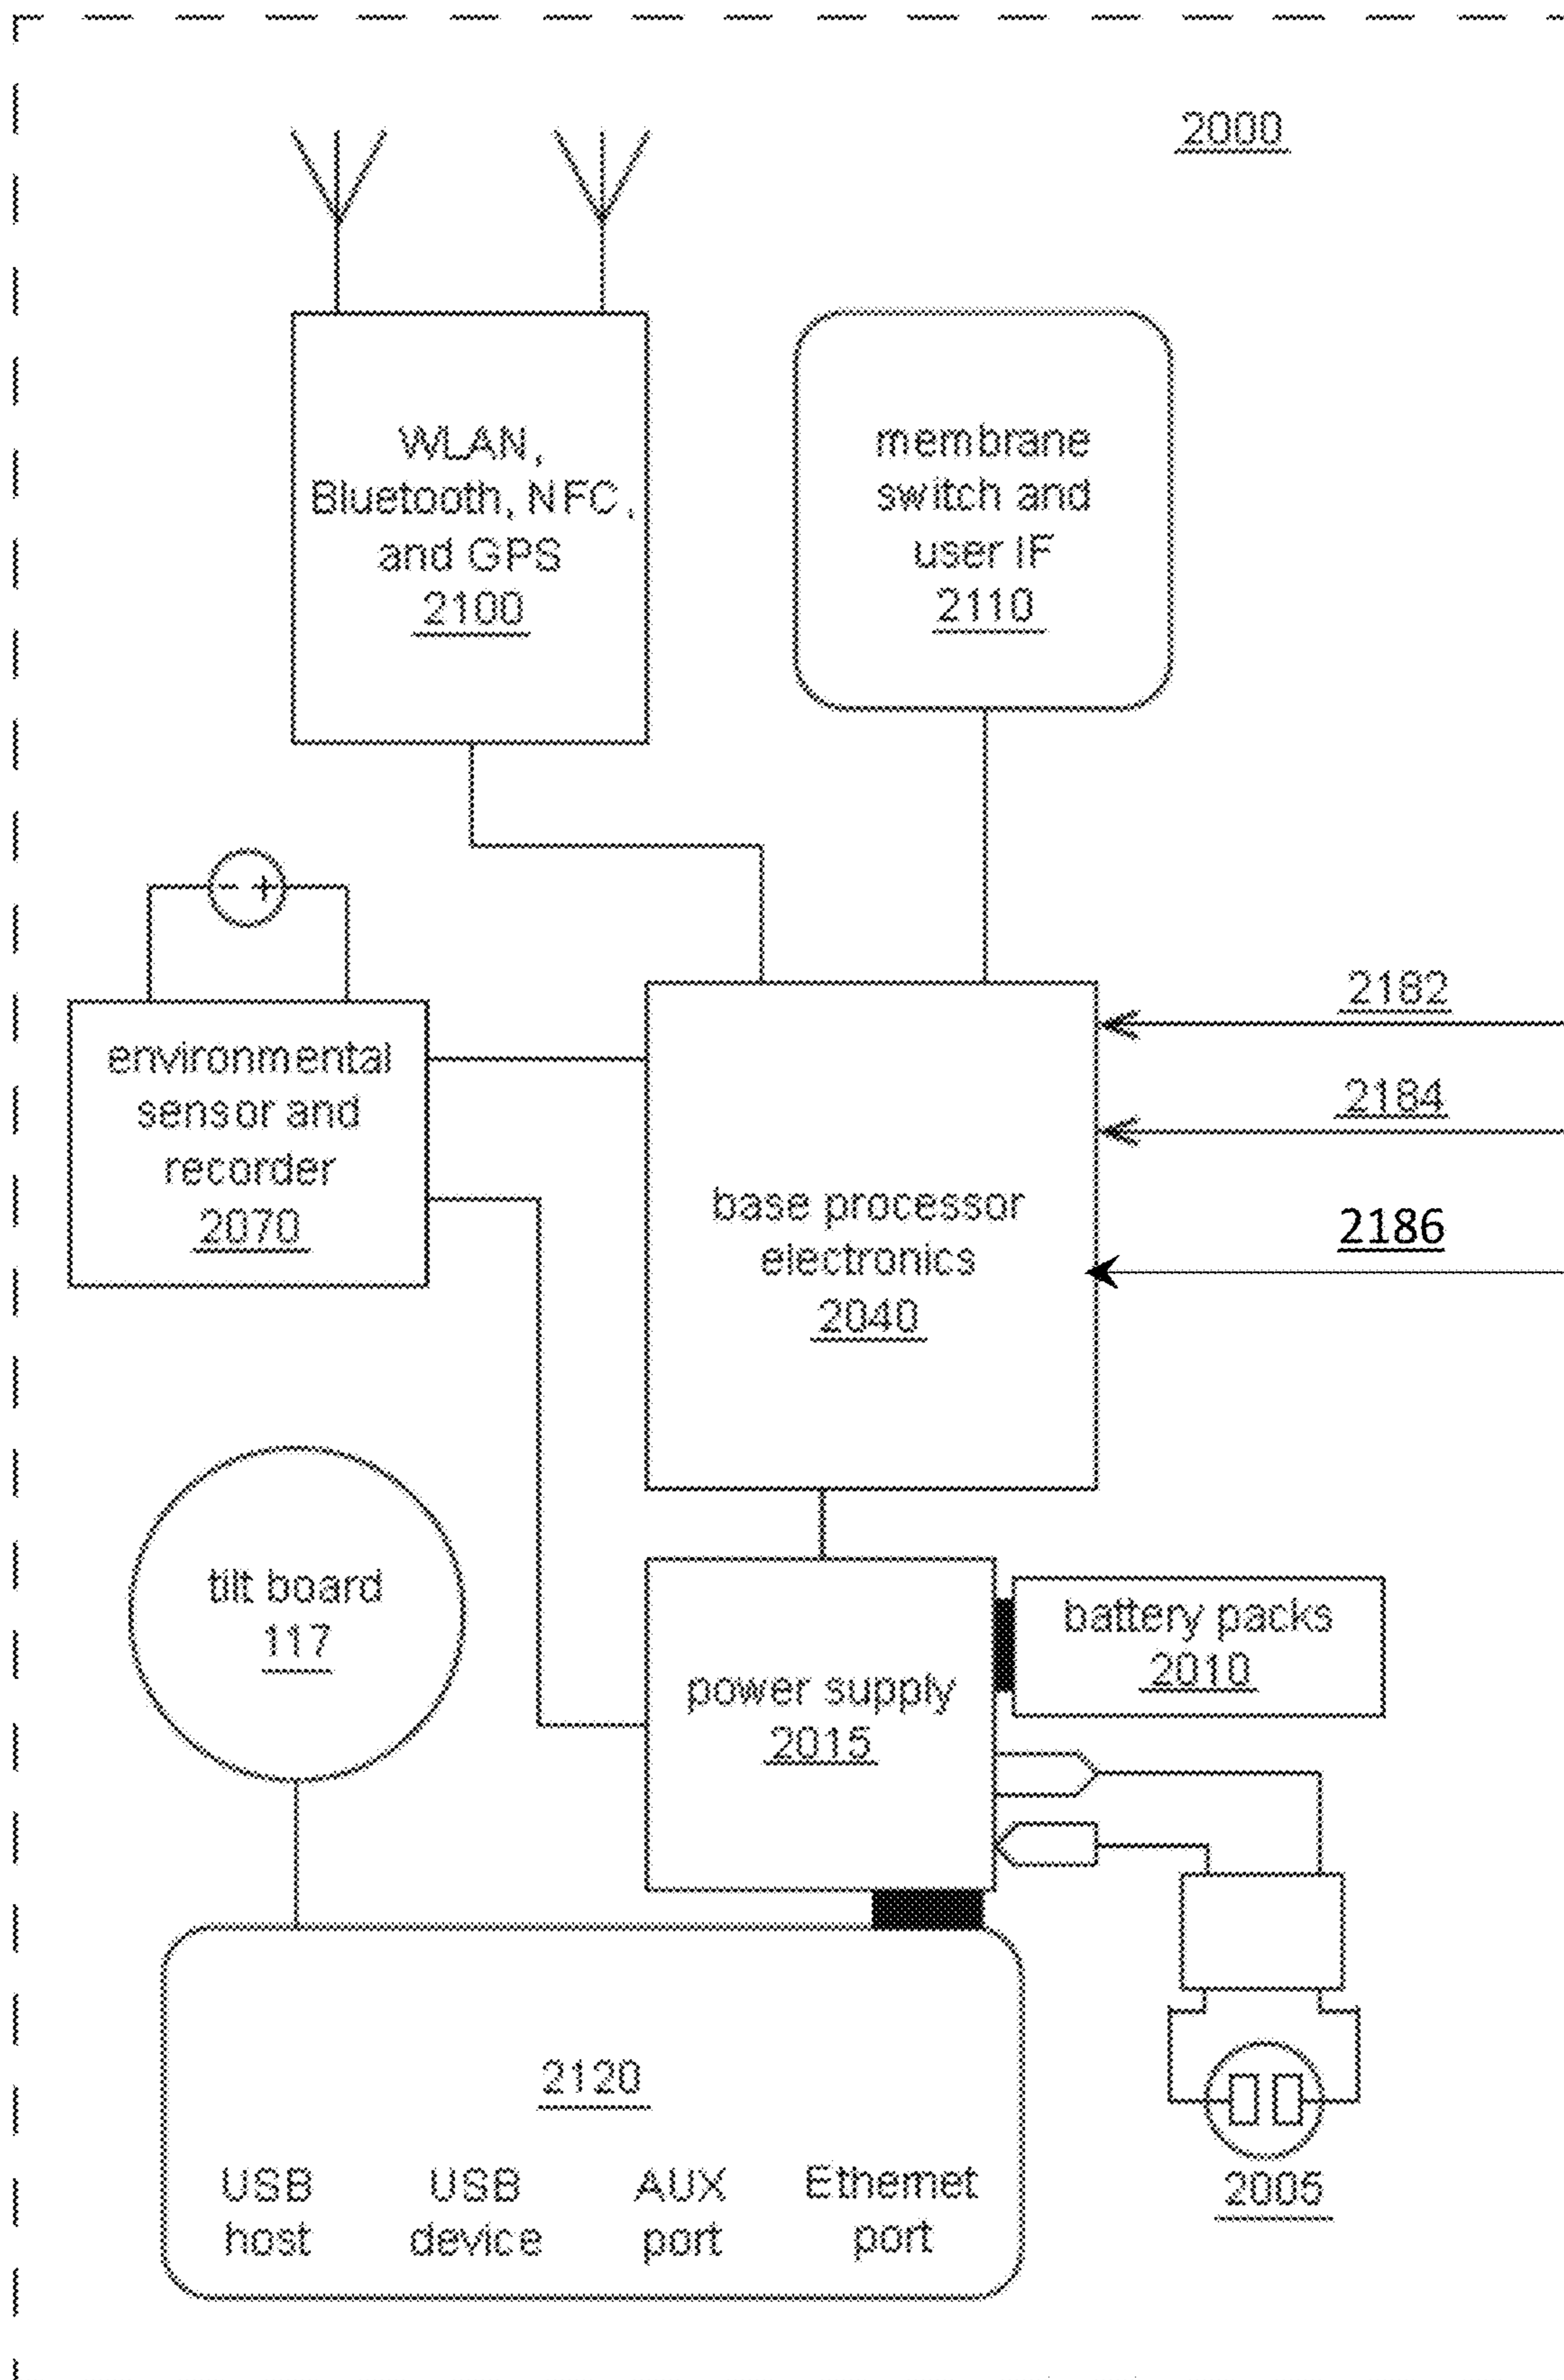 2000
WLAN,
Bluetooth, NFC,
and GPS
2100
membrane
switch and
user IF
2110
- +
environmental
sensor and
recorder
2070
2182
2184
2186
base processor
electronics
2040
tilt board
117
battery packs
2010
power supply
2015
2120
USB
host
USB
device
AUX
port
Ethernet
port
2005